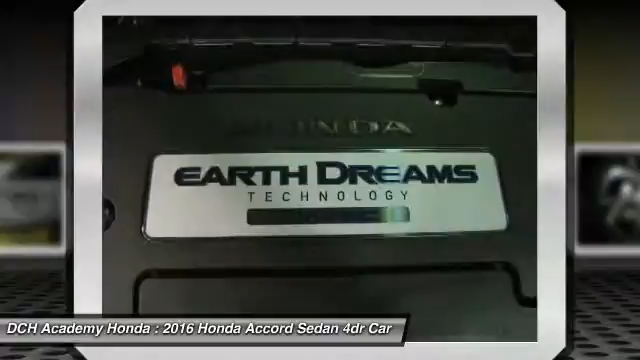 HONDA
EARTH DREAMS
TECHNOLOGY
DCH Academy Honda : 2016 Honda Accord Sedan 4dr Car